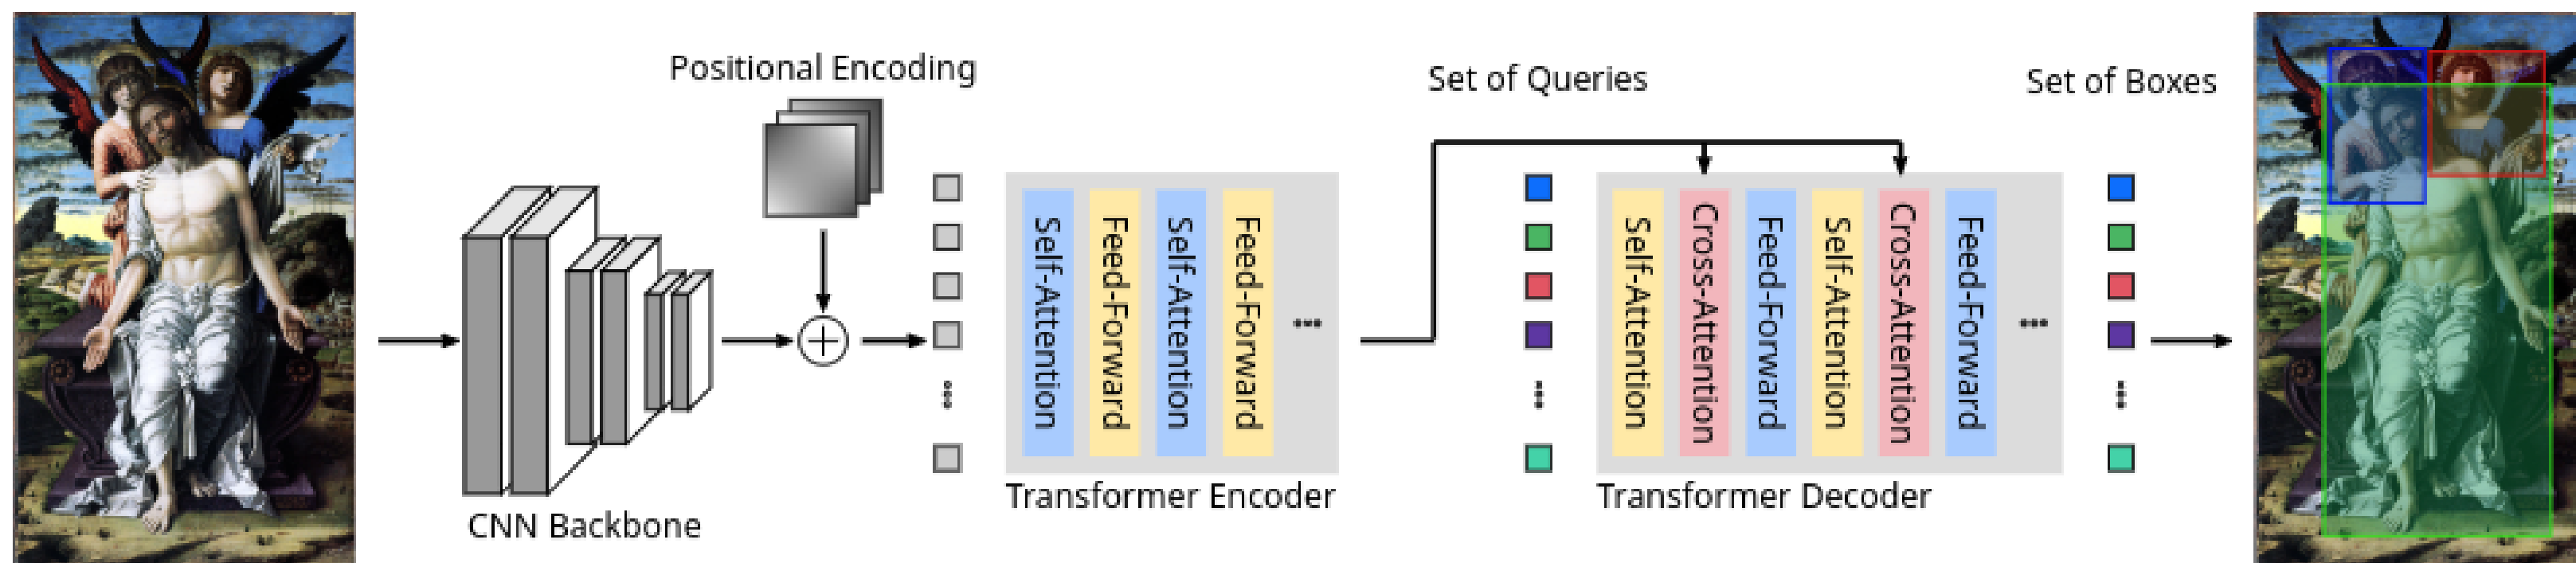 Positional Encoding
Set of Queries
Set of Boxes
Self-Attention
Feed-Forward
Self-Attention
Feed-Forward
...
Self-Attention
Cross-Attention
Feed-Forward
Self-Attention
Cross-Attention
Feed-Forward
...
CNN Backbone
Transformer Encoder
Transformer Decoder